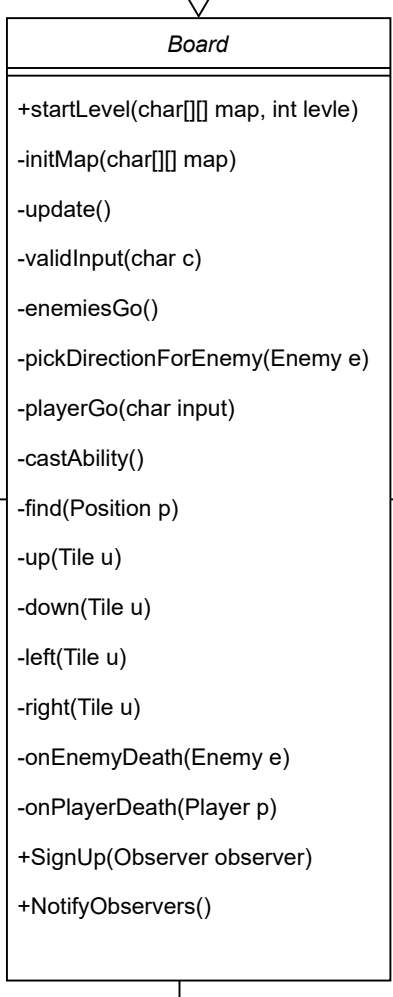 Board
+startLevel(char[][] map, int levle)
-initMap(char[][] map)
-update()
-validInput(char c)
-enemiesGo()
-pickDirectionForEnemy(Enemy e)
-playerGo(char input)
-castAbility()
-find(Position p)
-up(Tile u)
-down(Tile u)
-left(Tile u)
-right(Tile u)
-onEnemyDeath(Enemy e)
-onPlayerDeath(Player p)
+SignUp(Observer observer)
+NotifyObservers()